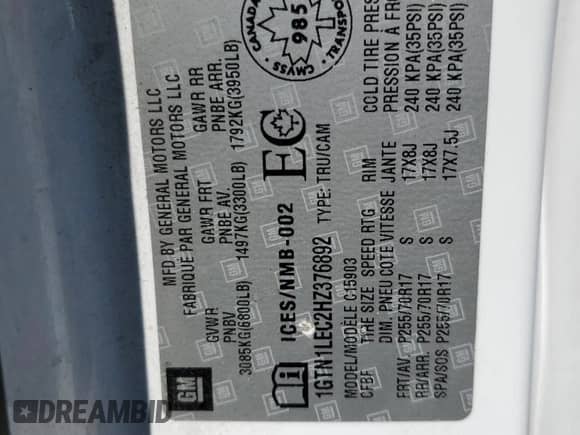 GM
MFD BY GENERAL MOTORS LLC
FABRIQUE PAR GENERAL MOTORS LLC
GVWR GAWR FRT GAWR RR
PNBV PNBE AV. PNBE ARR.
3085KG(6800LB) 1497KG(3300LB) 1792KG(3950LB)
ICES/NMB-002 EC
CANADA 985 TRANSPO CMVSS
1GTN1LEC2HZ376892 TYPE: TRU/CAM
MODEL/MODELE C15903
CFBF TIRE SIZE SPEED RTG RIM COLD TIRE PRES
DIM. PNEU COTE VITESSE JANTE PRESSION À FR
FRT/AV. P255/70R17 S 17X8J 240 KPA(35PSI)
RR/ARR. P255/70R17 S 17X8J 240 KPA(35PSI)
SPA/SOS P255/70R17 S 17X7.5J 240 KPA(35PSI)
DREAMBID